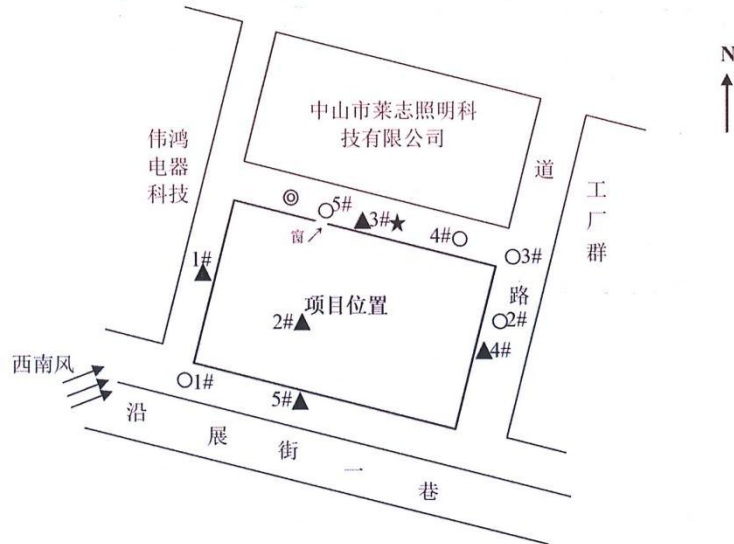 N
中山市莱志照明科
技有限公司
伟鸿
电器
科技
道
工厂群
5#
3#
4#
3#
窗
1#
项目位置
路
2#
2#
4#
西南风
1#
5#
沿展街一巷